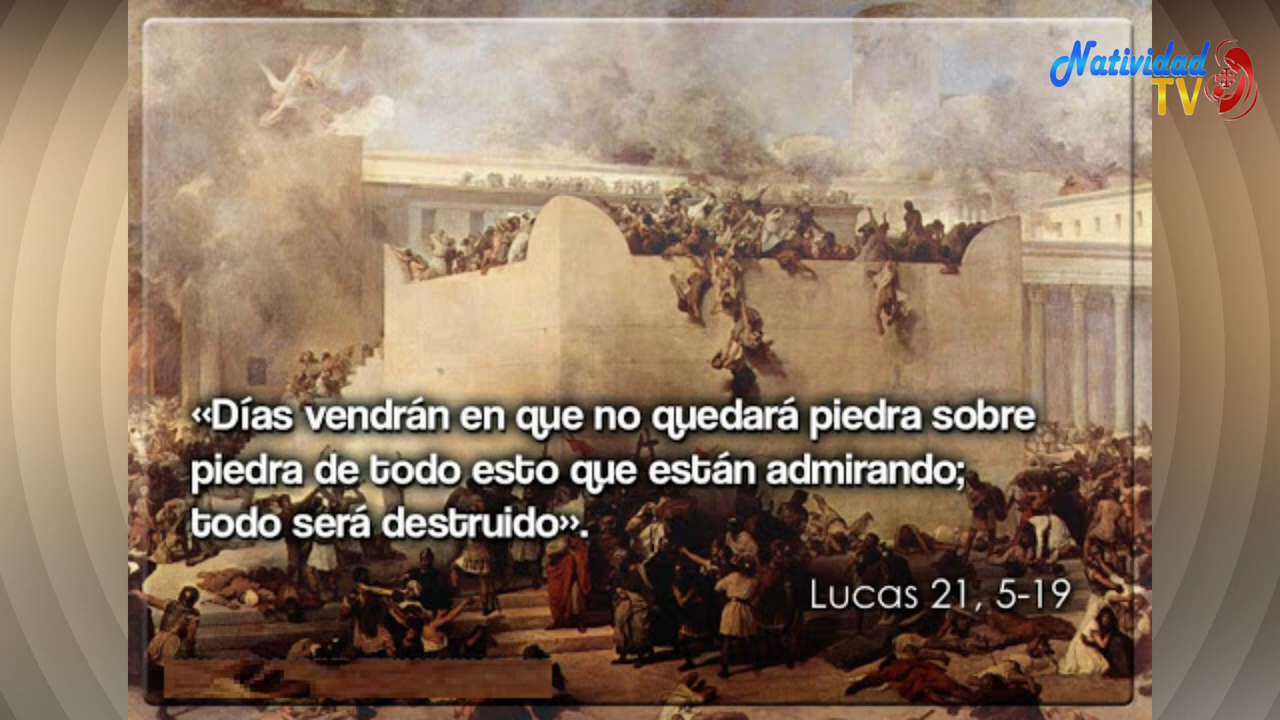 Natividad
TV
«Días vendrán en que no quedará piedra sobre
piedra de todo esto que están admirando;
todo será destruido».
Lucas 21, 5-19